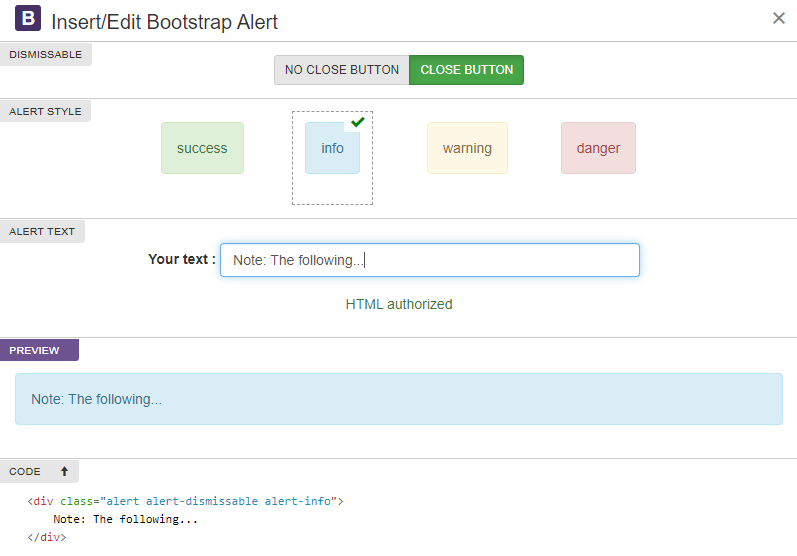 B Insert/Edit Bootstrap Alert ×
DISMISSABLE
NO CLOSE BUTTON CLOSE BUTTON
ALERT STYLE
success info warning danger
ALERT TEXT
Your text : Note: The following...
HTML authorized
PREVIEW
Note: The following...
CODE
<div class="alert alert-dismissable alert-info">
Note: The following...
</div>